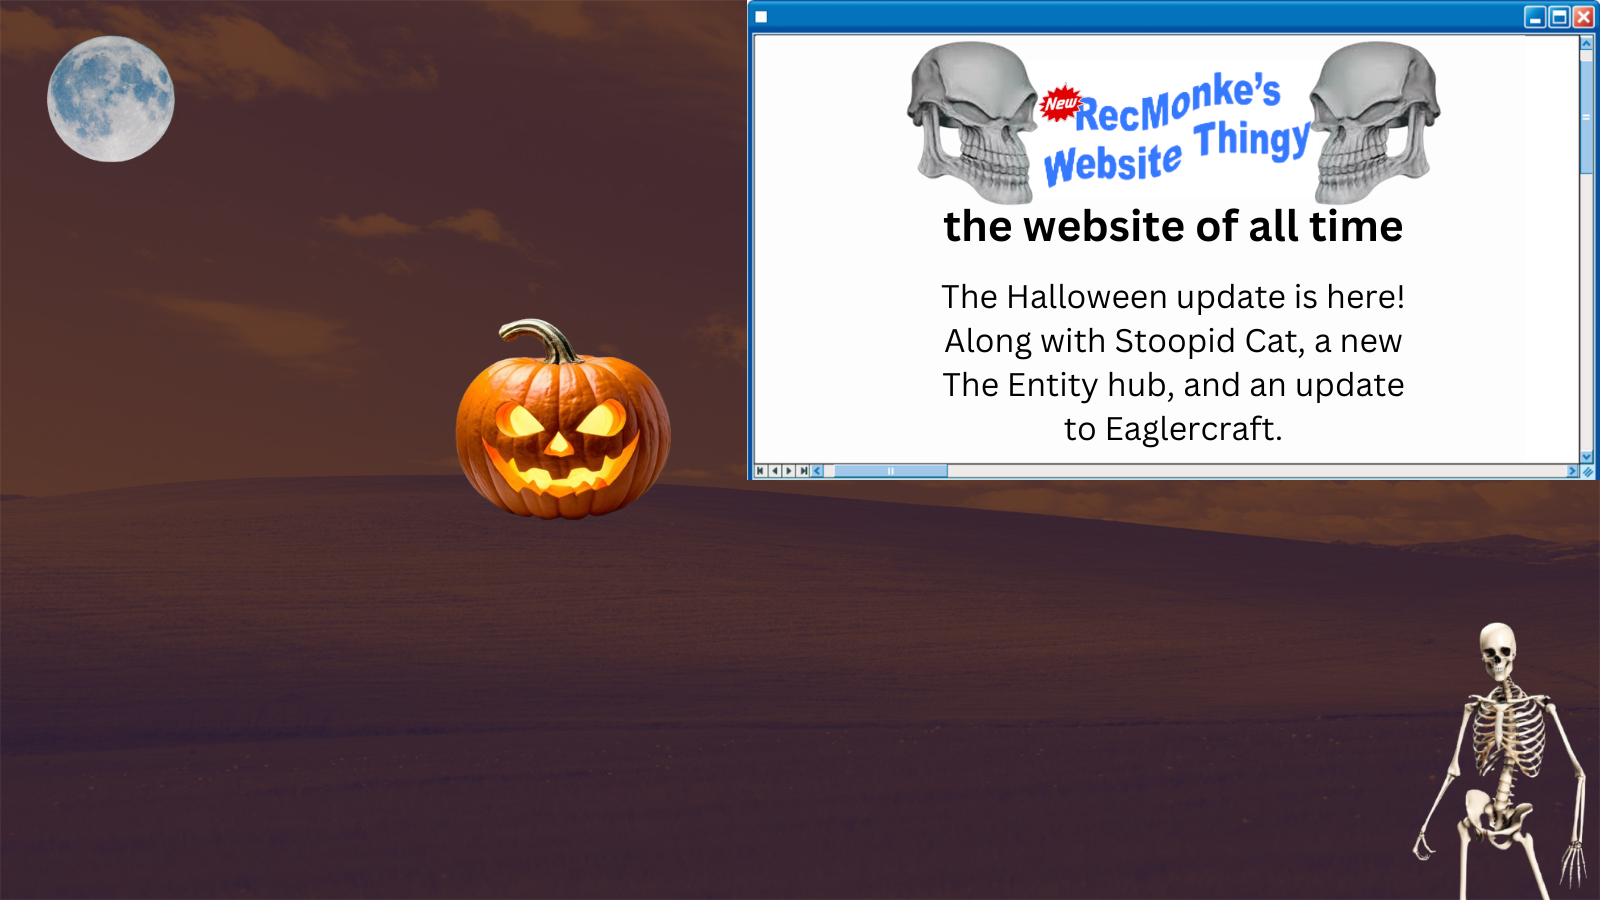 New
RecMonke's
Website Thingy
the website of all time
The Halloween update is here!
Along with Stoopid Cat, a new
The Entity hub, and an update
to Eaglercraft.